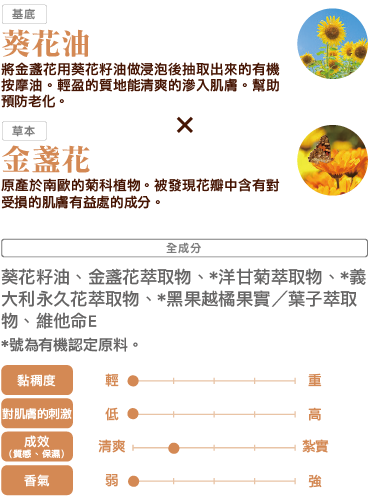 基底
葵花油
將金盞花用葵花籽油做浸泡後抽取出來的有機
按摩油。輕盈的質地能清爽的滲入肌膚。幫助
預防老化。
×
草本
金盞花
原產於南歐的菊科植物。被發現花瓣中含有對
受損的肌膚有益處的成分。
全成分
葵花籽油、金盞花萃取物、*洋甘菊萃取物、*義
大利永久花萃取物、*黑果越橘果實／葉子萃取
物、維他命E
*號為有機認定原料。
黏稠度 輕 重
對肌膚的刺激 低 高
成效
（質感、保濕） 清爽 紮實
香氣 弱 強